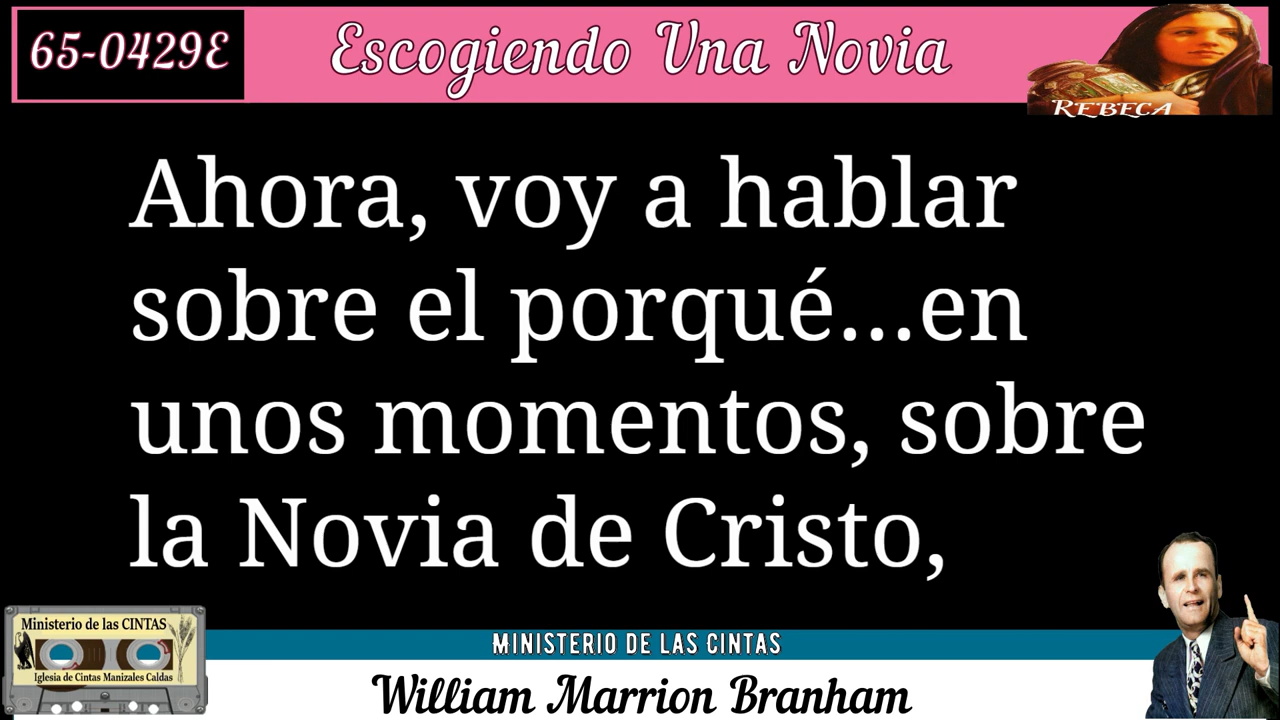 65-0429E
Escogiendo Una Novia
REBECA
Ahora, voy a hablar
sobre el porqué...en
unos momentos, sobre
la Novia de Cristo,
Ministerio de las CINTAS
Iglesia de Cintas Manizales Caldas
MINISTERIO DE LAS CINTAS
William Marrion Branham